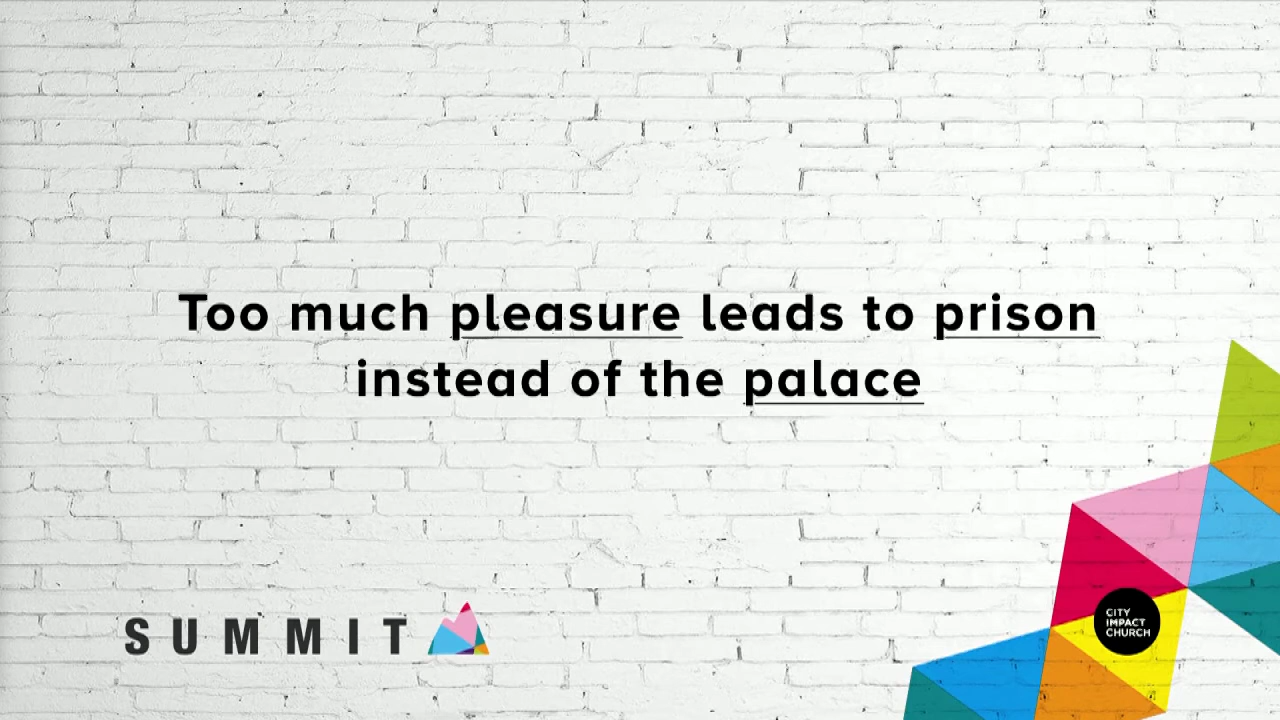 Too much pleasure leads to prison
instead of the palace
SUMMIT
CITY
IMPACT
CHURCH